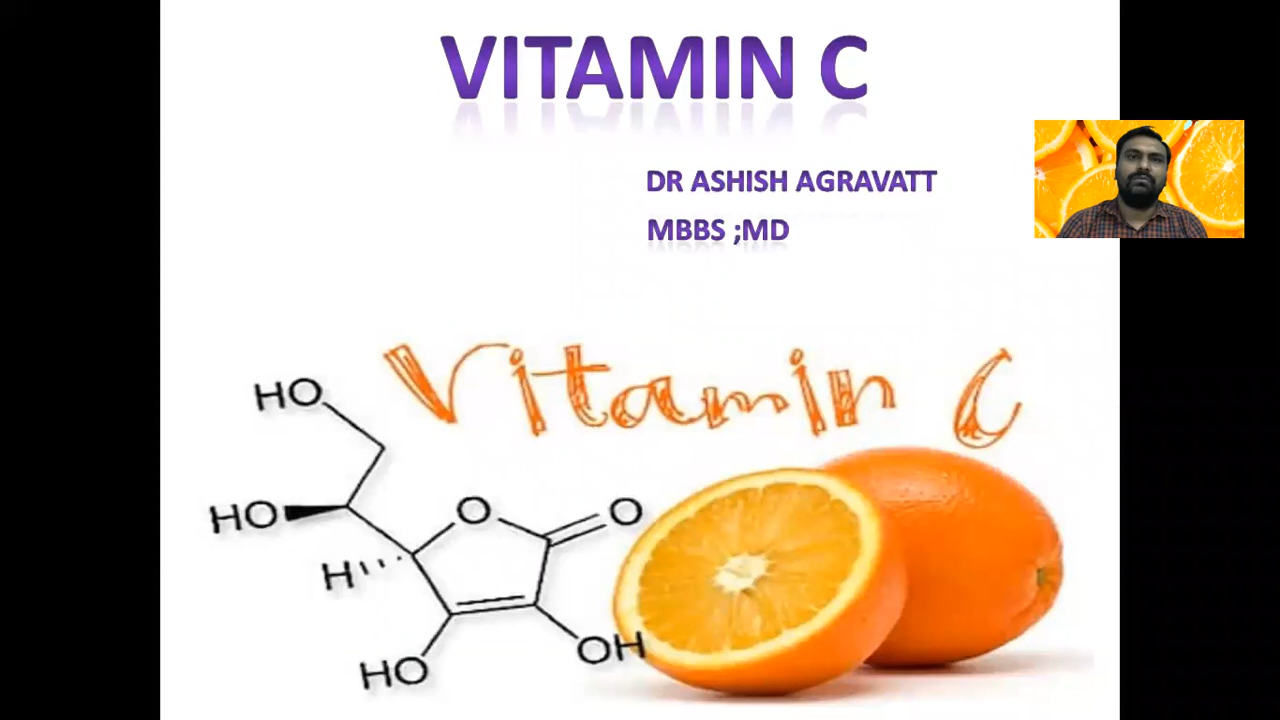 VITAMIN C
DR ASHISH AGRAVATT
MBBS ;MD
Vitamin C
HO
HO
H
O
O
HO
OH